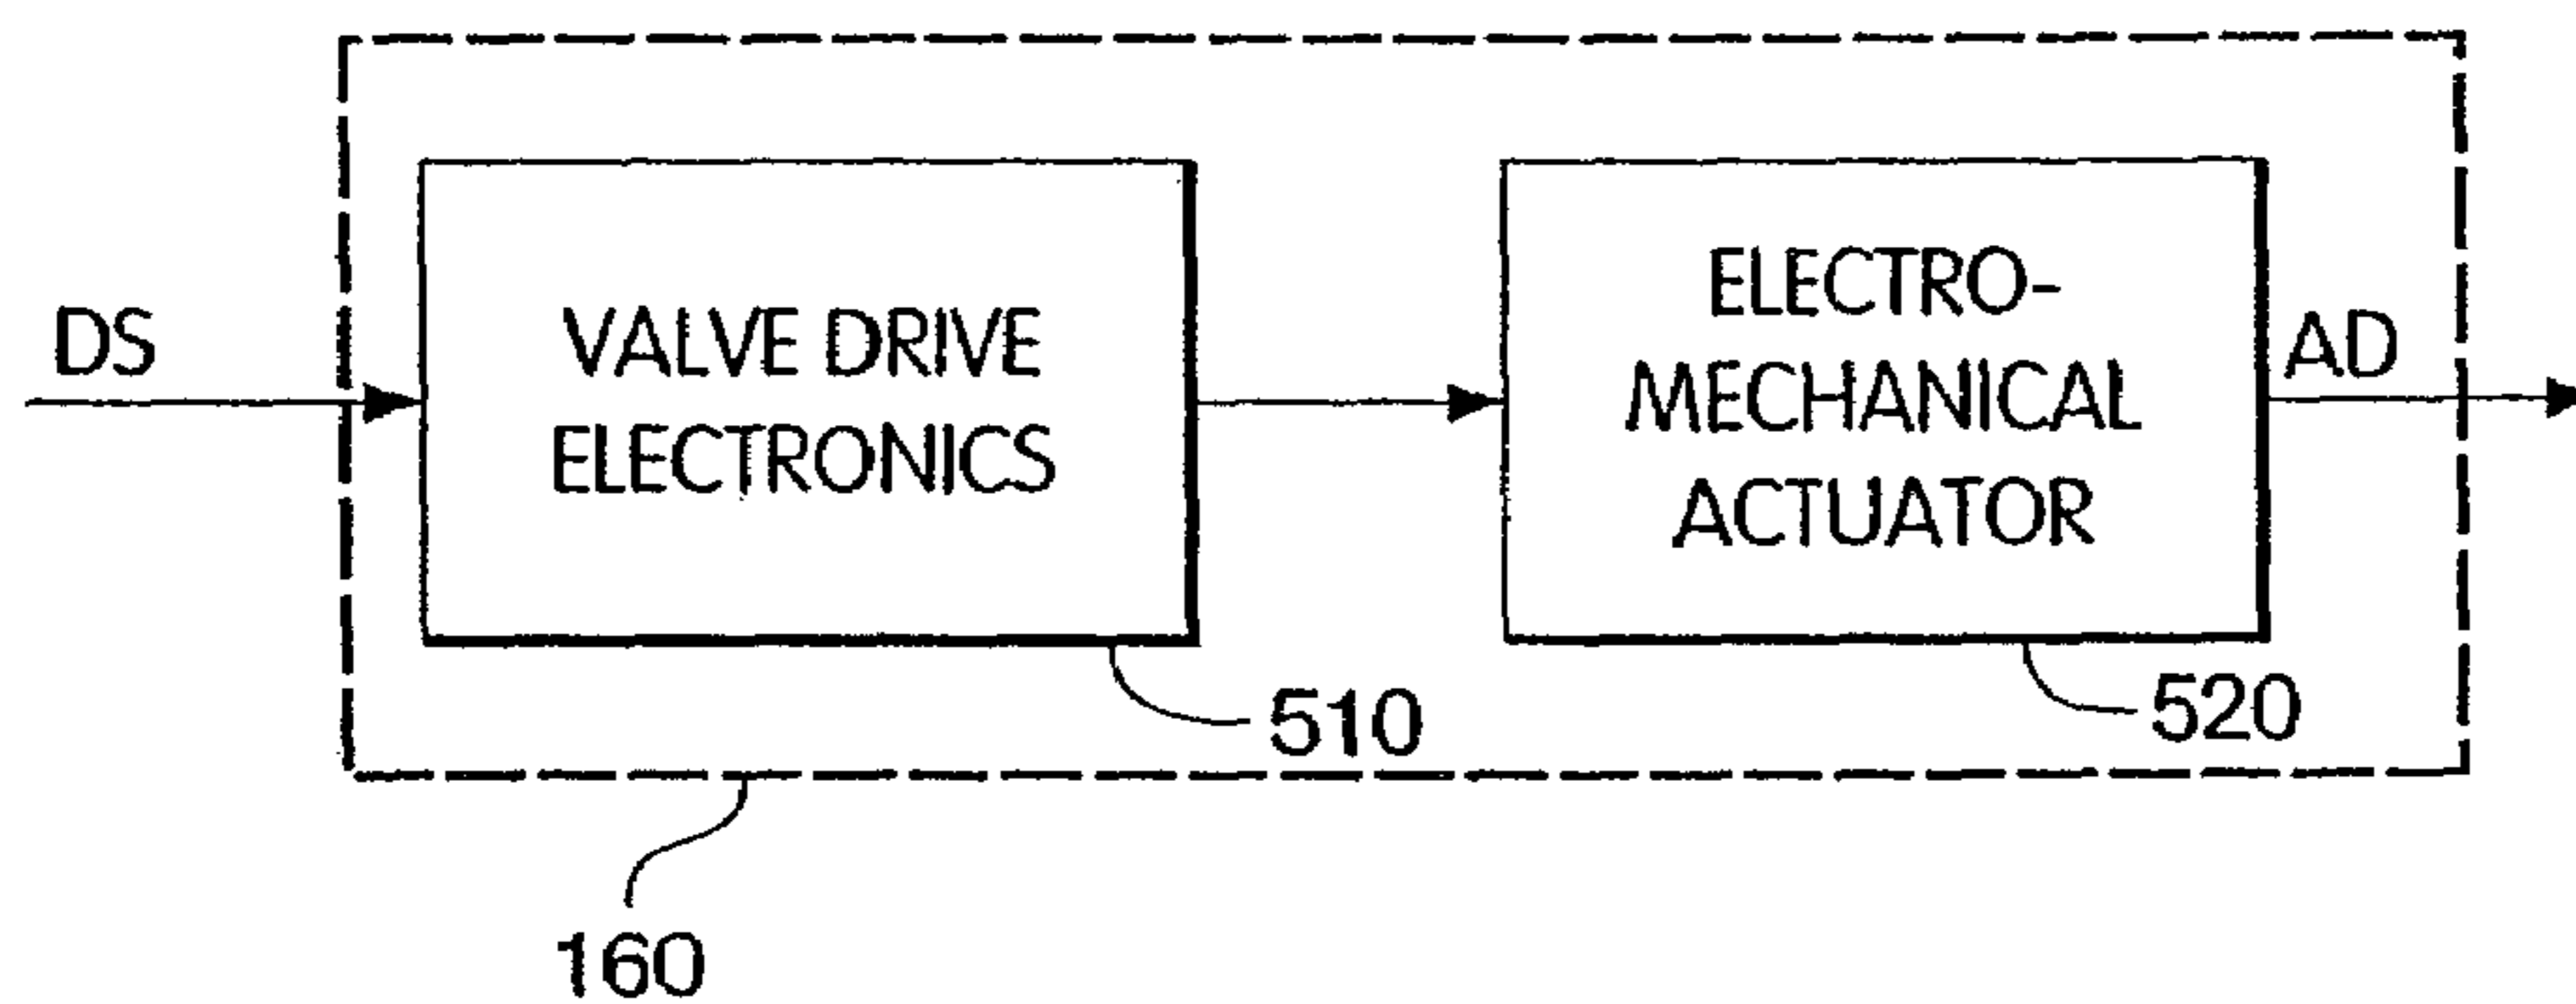 DS
VALVE DRIVE
ELECTRONICS
ELECTRO-
MECHANICAL
ACTUATOR
AD
510
520
160